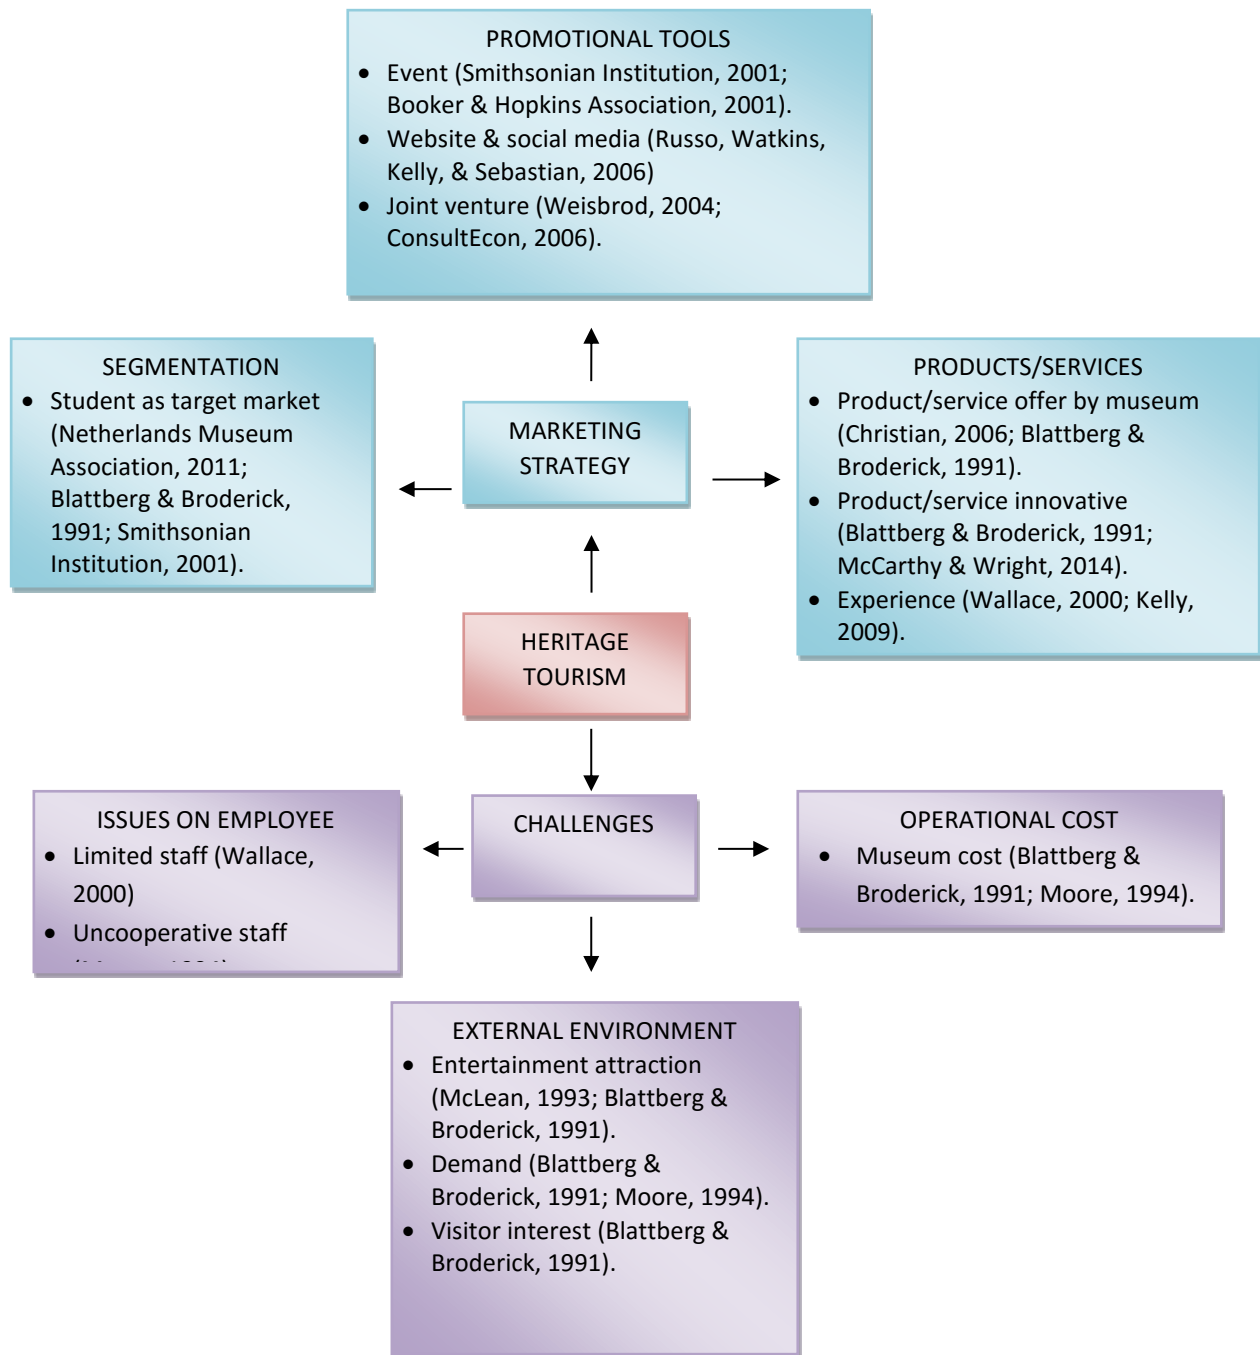 PROMOTIONAL TOOLS
• Event (Smithsonian Institution, 2001;
Booker & Hopkins Association, 2001).
• Website & social media (Russo, Watkins,
Kelly, & Sebastian, 2006)
• Joint venture (Weisbrod, 2004;
ConsultEcon, 2006).
SEGMENTATION
• Student as target market
(Netherlands Museum
Association, 2011;
Blattberg & Broderick,
1991; Smithsonian
Institution, 2001).
MARKETING
STRATEGY
PRODUCTS/SERVICES
• Product/service offer by museum
(Christian, 2006; Blattberg &
Broderick, 1991).
• Product/service innovative
(Blattberg & Broderick, 1991;
McCarthy & Wright, 2014).
• Experience (Wallace, 2000; Kelly,
2009).
HERITAGE
TOURISM
ISSUES ON EMPLOYEE
• Limited staff (Wallace,
2000)
• Uncooperative staff
CHALLENGES
OPERATIONAL COST
• Museum cost (Blattberg &
Broderick, 1991; Moore, 1994).
EXTERNAL ENVIRONMENT
• Entertainment attraction
(McLean, 1993; Blattberg &
Broderick, 1991).
• Demand (Blattberg &
Broderick, 1991; Moore, 1994).
• Visitor interest (Blattberg &
Broderick, 1991).